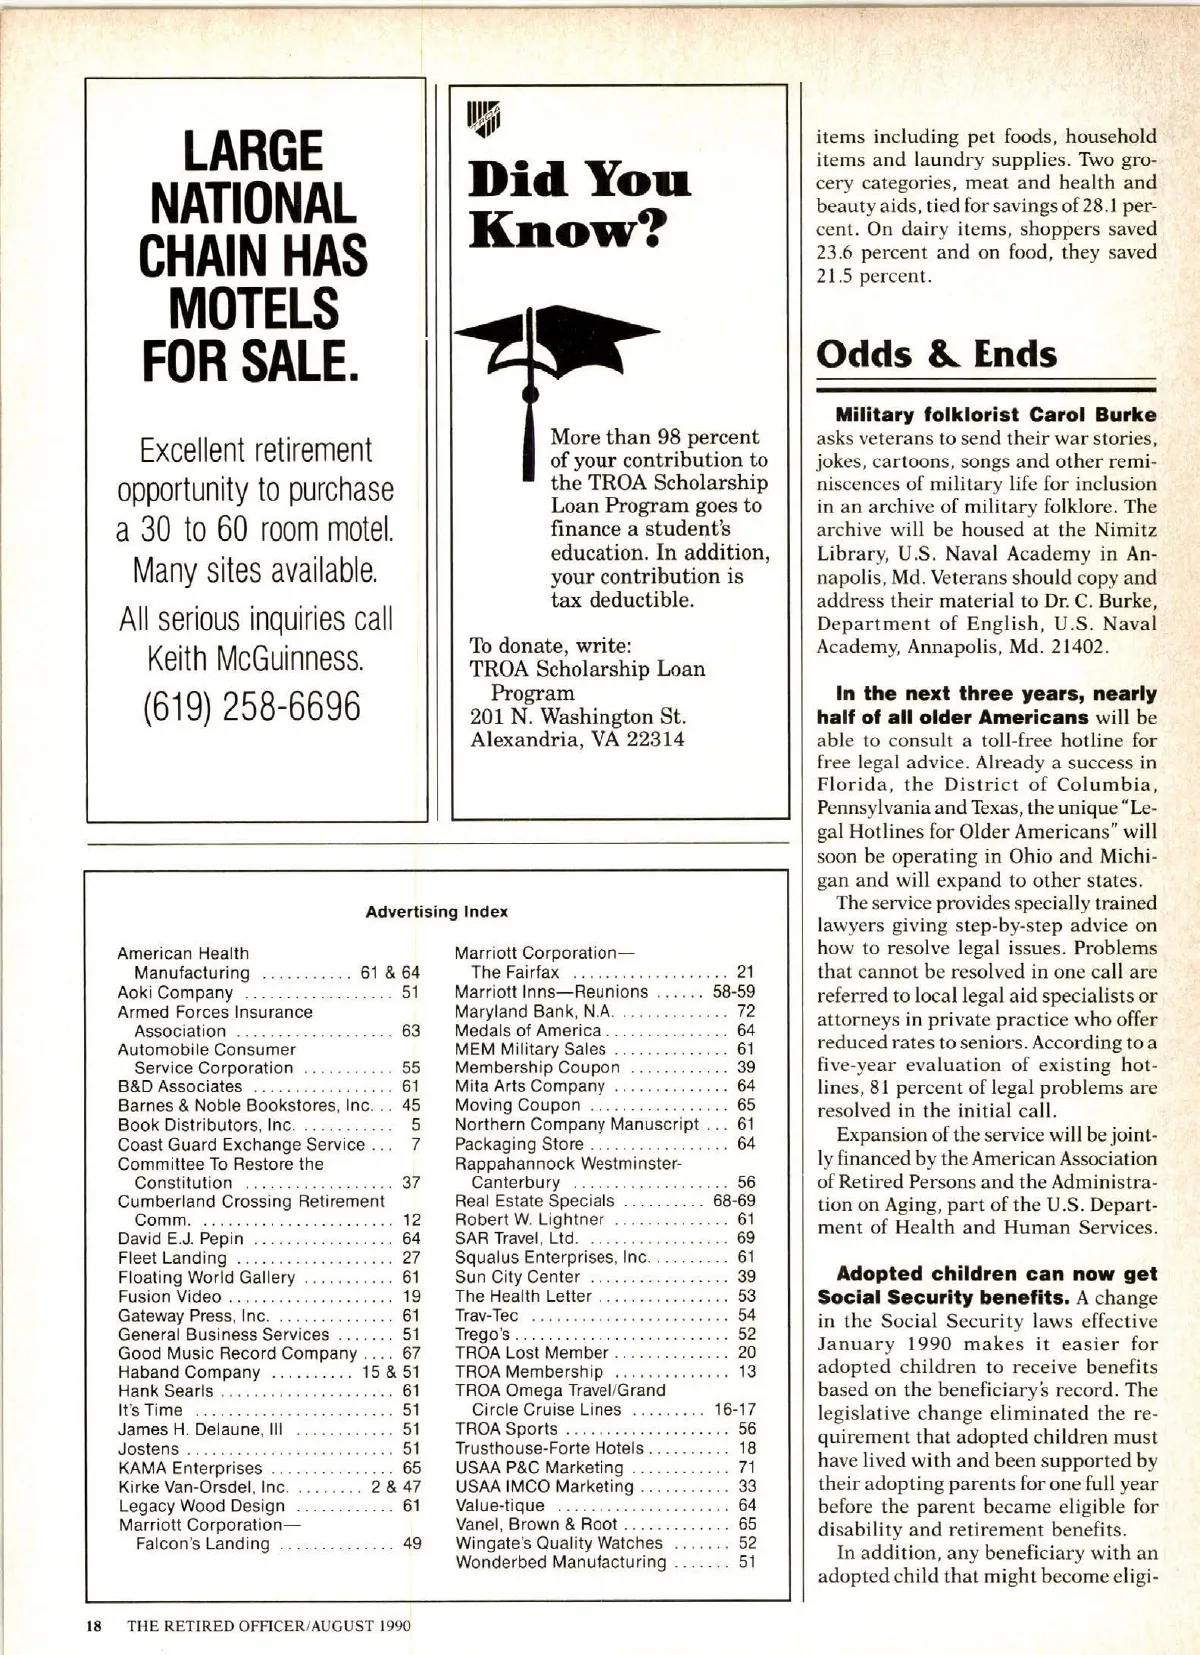 LARGE
NATIONAL
CHAIN HAS
MOTELS
FOR SALE.
Excellent retirement
opportunity to purchase
a 30 to 60 room motel.
Many sites available.
All serious inquiries call
Keith McGuinness.
(619) 258-6696
TROA
Did You
Know?
More than 98 percent
of your contribution to
the TROA Scholarship
Loan Program goes to
finance a student's
education. In addition,
your contribution is
tax deductible.
To donate, write:
TROA Scholarship Loan
Program
201 N. Washington St.
Alexandria, VA 22314
Advertising Index
American Health
Manufacturing ........... 61 & 64
Aoki Company .................. 51
Armed Forces Insurance
Association .................... 63
Automobile Consumer
Service Corporation ........... 55
B&D Associates ................. 61
Barnes & Noble Bookstores, Inc. .. 45
Book Distributors, Inc. ........... 5
Coast Guard Exchange Service ... 7
Committee To Restore the
Constitution .................. 37
Cumberland Crossing Retirement
Comm. ........................ 12
David E.J. Pepin ................. 64
Fleet Landing ................... 27
Floating World Gallery ........... 61
Fusion Video ..................... 19
Gateway Press, Inc. .............. 61
General Business Services ....... 51
Good Music Record Company .... 67
Haband Company .......... 15 & 51
Hank Searls ...................... 61
It's Time ......................... 51
James H. Delaune, III ............ 51
Jostens .......................... 51
KAMA Enterprises ............... 65
Kirke Van-Orsdel, Inc. ......... 2 & 47
Legacy Wood Design ............ 61
Marriott Corporation—
Falcon's Landing .............. 49
Marriott Corporation—
The Fairfax ................... 21
Marriott Inns—Reunions ...... 58-59
Maryland Bank, N.A. .............. 72
Medals of America ............... 64
MEM Military Sales .............. 61
Membership Coupon ............ 39
Mita Arts Company .............. 64
Moving Coupon ................. 65
Northern Company Manuscript ... 61
Packaging Store ................. 64
Rappahannock Westminster-
Canterbury ................... 56
Real Estate Specials .......... 68-69
Robert W. Lightner .............. 61
SAR Travel, Ltd. ................. 69
Squalus Enterprises, Inc. ......... 61
Sun City Center ................. 39
The Health Letter ................ 53
Trav-Tec ........................ 54
Trego's .......................... 52
TROA Lost Member .............. 20
TROA Membership .............. 13
TROA Omega Travel/Grand
Circle Cruise Lines ......... 16-17
TROA Sports .................... 56
Trusthouse-Forte Hotels .......... 18
USAA P&C Marketing ............ 71
USAA IMCO Marketing ........... 33
Value-tique ..................... 64
Vanel, Brown & Root ............. 65
Wingate's Quality Watches ....... 52
Wonderbed Manufacturing ....... 51
items including pet foods, household
items and laundry supplies. Two gro-
cery categories, meat and health and
beauty aids, tied for savings of 28.1 per-
cent. On dairy items, shoppers saved
23.6 percent and on food, they saved
21.5 percent.
Odds & Ends
Military folklorist Carol Burke
asks veterans to send their war stories,
jokes, cartoons, songs and other remi-
niscences of military life for inclusion
in an archive of military folklore. The
archive will be housed at the Nimitz
Library, U.S. Naval Academy in An-
napolis, Md. Veterans should copy and
address their material to Dr. C. Burke,
Department of English, U.S. Naval
Academy, Annapolis, Md. 21402.
In the next three years, nearly
half of all older Americans will be
able to consult a toll-free hotline for
free legal advice. Already a success in
Florida, the District of Columbia,
Pennsylvania and Texas, the unique "Le-
gal Hotlines for Older Americans" will
soon be operating in Ohio and Michi-
gan and will expand to other states.
The service provides specially trained
lawyers giving step-by-step advice on
how to resolve legal issues. Problems
that cannot be resolved in one call are
referred to local legal aid specialists or
attorneys in private practice who offer
reduced rates to seniors. According to a
five-year evaluation of existing hot-
lines, 81 percent of legal problems are
resolved in the initial call.
Expansion of the service will be joint-
ly financed by the American Association
of Retired Persons and the Administra-
tion on Aging, part of the U.S. Depart-
ment of Health and Human Services.
Adopted children can now get
Social Security benefits. A change
in the Social Security laws effective
January 1990 makes it easier for
adopted children to receive benefits
based on the beneficiary's record. The
legislative change eliminated the re-
quirement that adopted children must
have lived with and been supported by
their adopting parents for one full year
before the parent became eligible for
disability and retirement benefits.
In addition, any beneficiary with an
adopted child that might become eligi-
18 THE RETIRED OFFICER/AUGUST 1990